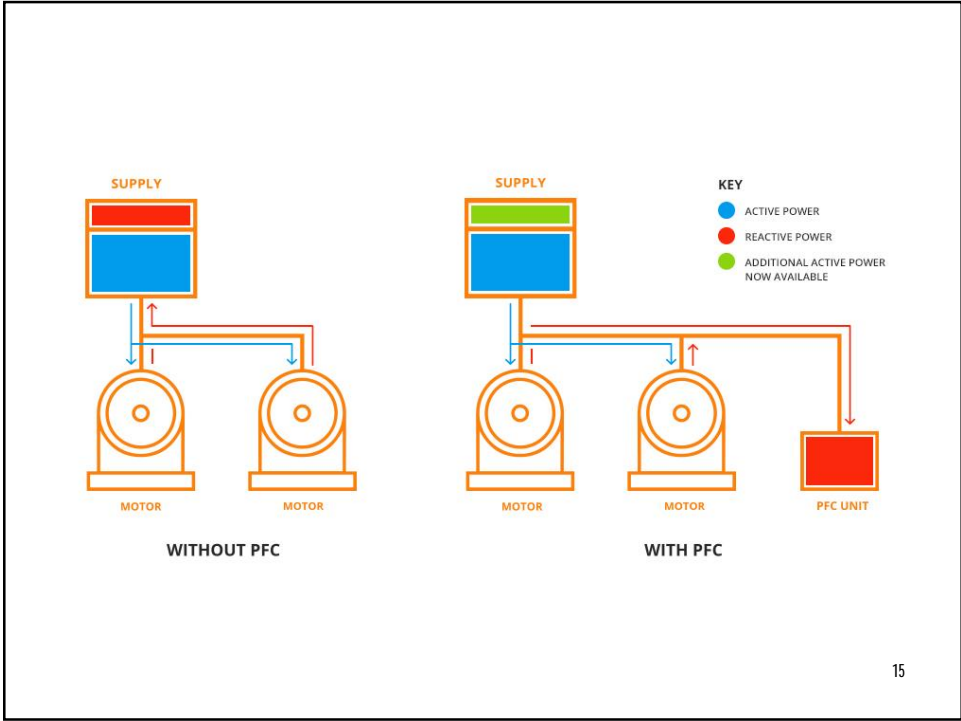 SUPPLY
MOTOR
MOTOR
WITHOUT PFC
SUPPLY
MOTOR
MOTOR
PFC UNIT
WITH PFC
KEY
ACTIVE POWER
REACTIVE POWER
ADDITIONAL ACTIVE POWER
NOW AVAILABLE
15